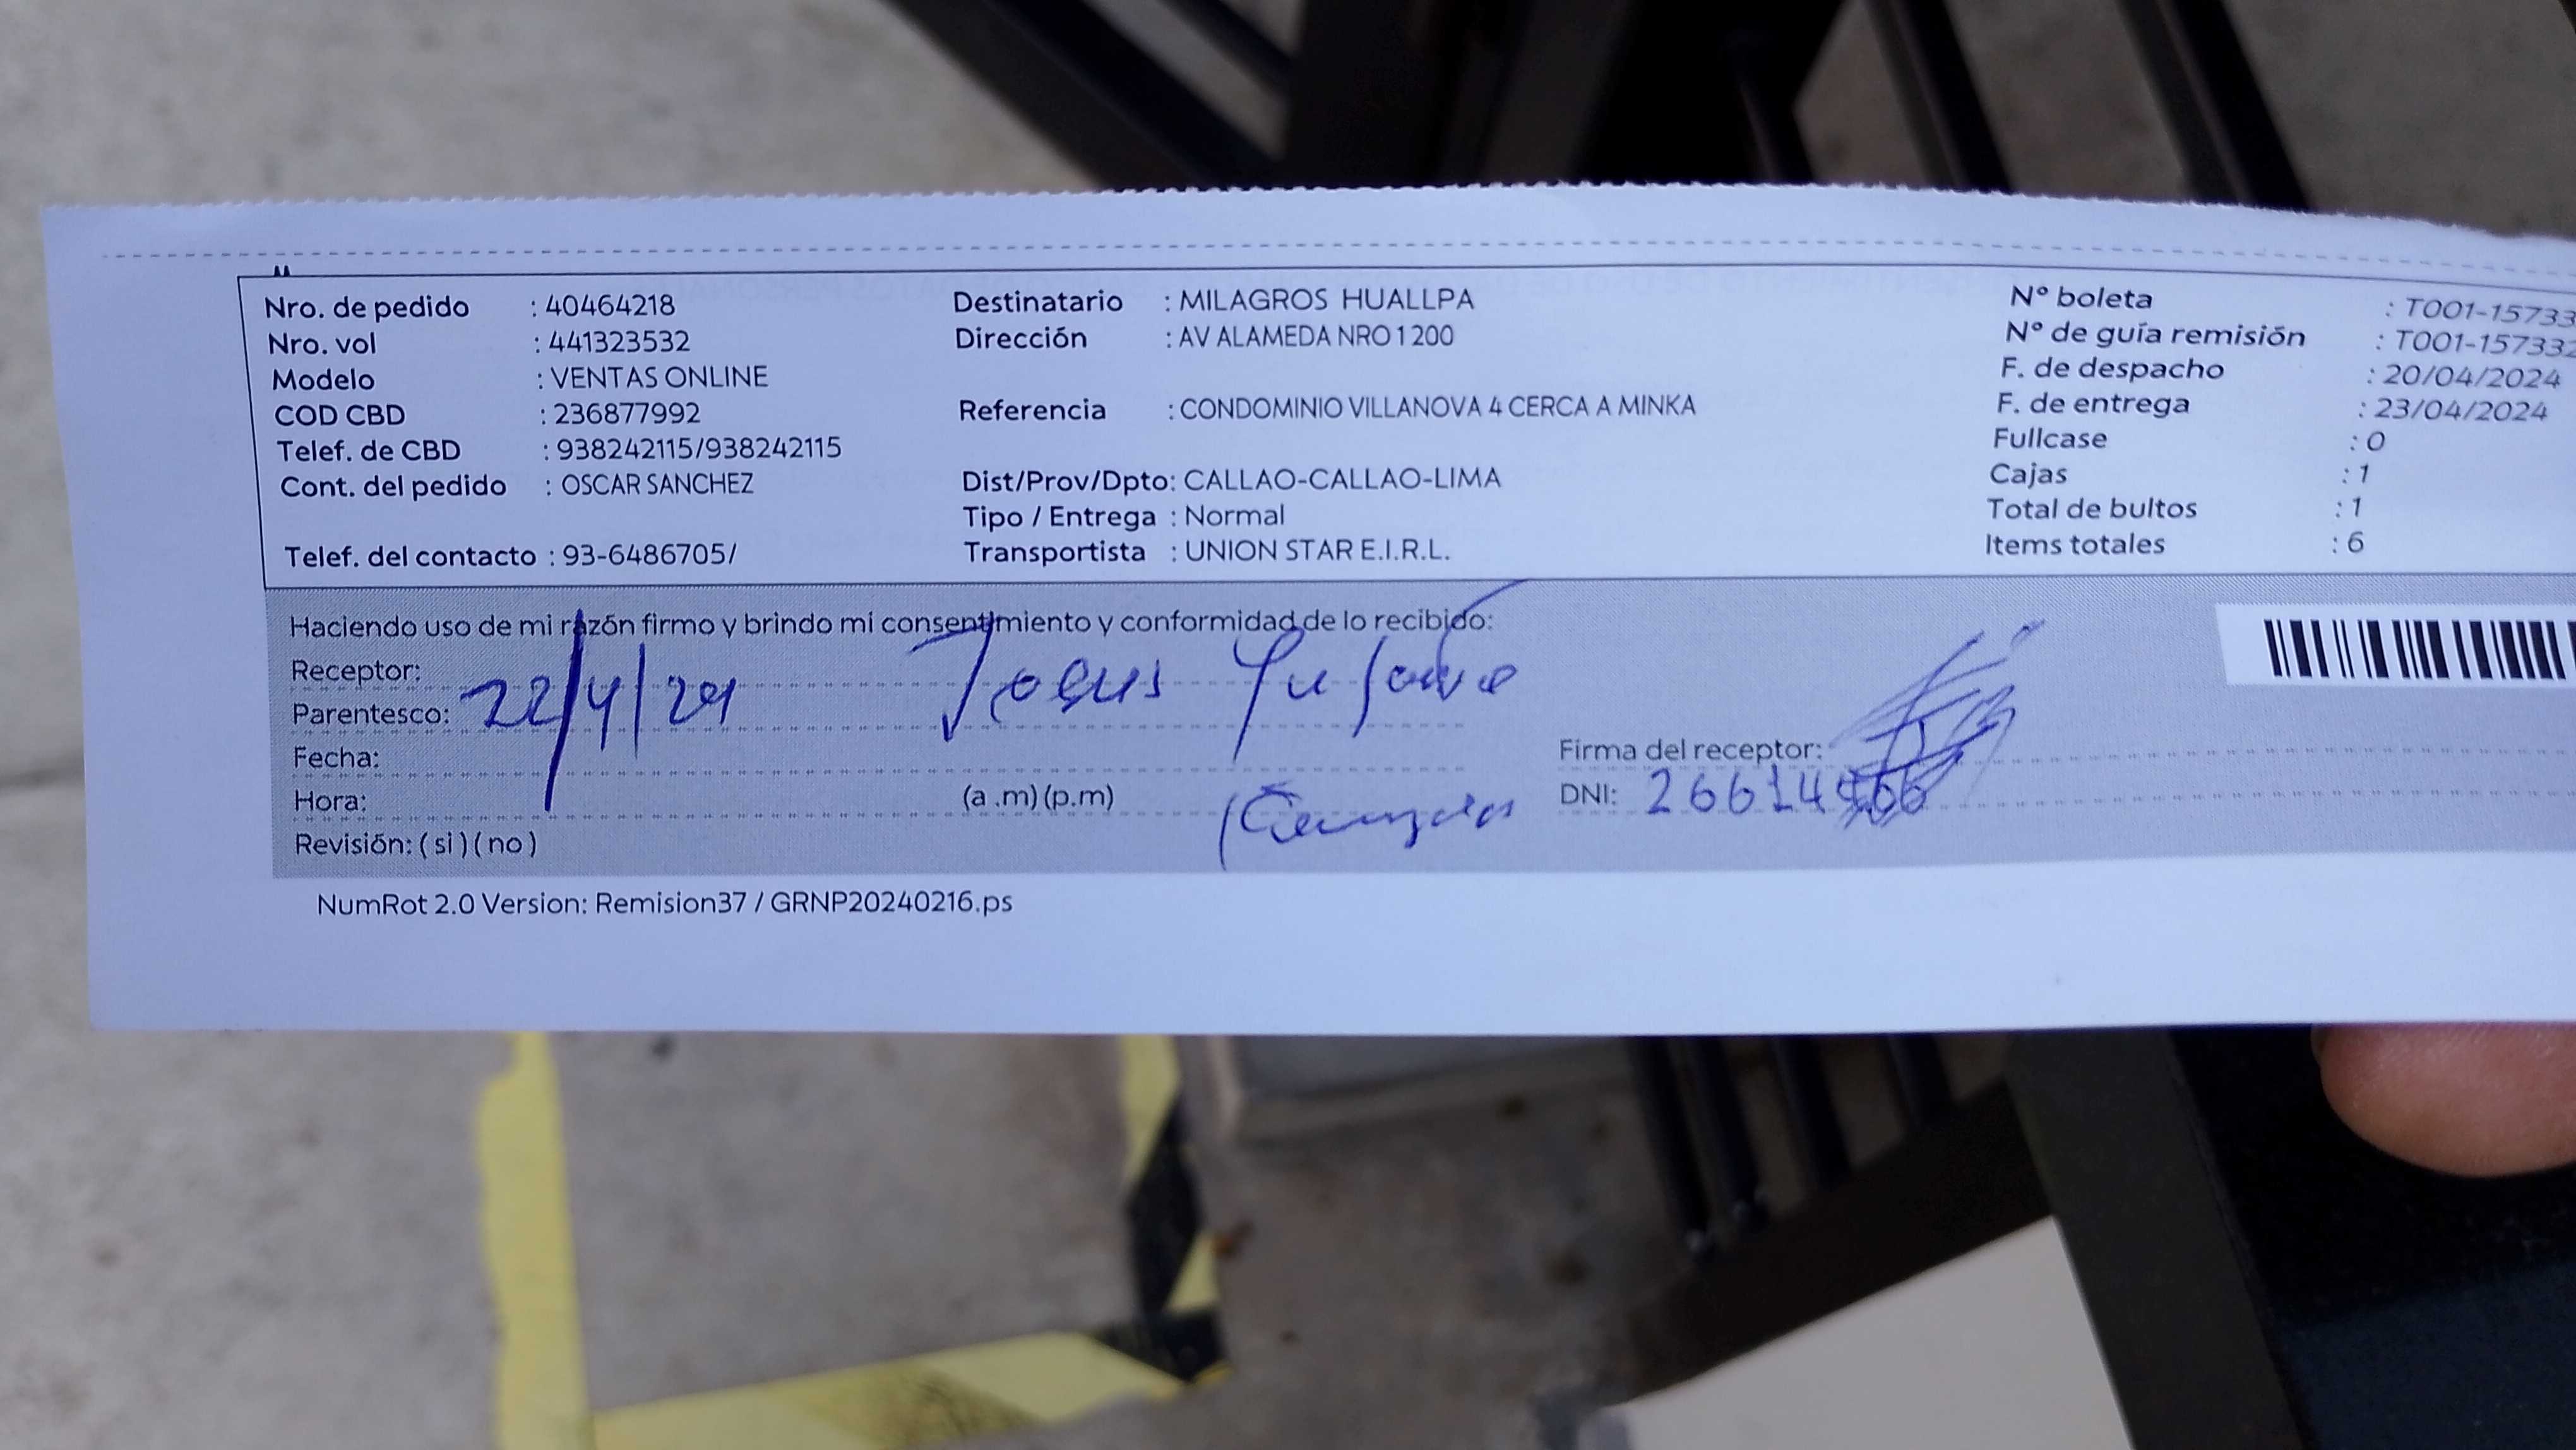 Nro. de pedido : 40464218
Nro. vol : 441323532
Modelo : VENTAS ONLINE
COD CBD : 236877992
Telef. de CBD : 938242115/938242115
Cont. del pedido : OSCAR SANCHEZ
Telef. del contacto : 93-6486705/
Destinatario : MILAGROS HUALLPA
Dirección : AV ALAMEDA NRO 1200
Referencia : CONDOMINIO VILLANOVA 4 CERCA A MINKA
Dist/Prov/Dpto: CALLAO-CALLAO-LIMA
Tipo / Entrega : Normal
Transportista : UNION STAR E.I.R.L.
N° boleta : T001-15733
N° de guía remisión : T001-157332
F. de despacho : 20/04/2024
F. de entrega : 23/04/2024
Fullcase : 0
Cajas : 1
Total de bultos : 1
Items totales : 6
Haciendo uso de mi razón firmo y brindo mi consentimiento y conformidad de lo recibido:
Receptor:
Parentesco: 22/4/24
Fecha:
Hora: (a .m) (p.m)
Revisión: ( si ) ( no )
Firma del receptor:
DNI: 26614
NumRot 2.0 Version: Remision37 / GRNP20240216.ps